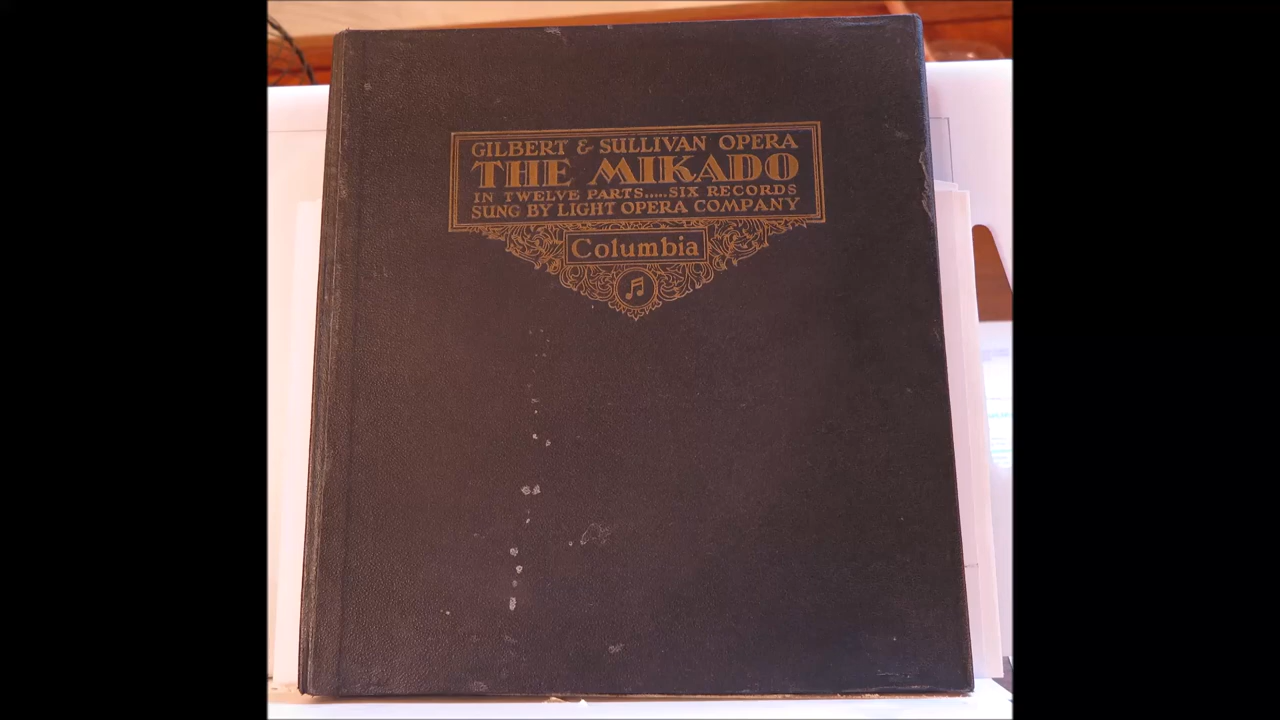 GILBERT & SULLIVAN OPERA
THE MIKADO
IN TWELVE PARTS.....SIX RECORDS
SUNG BY LIGHT OPERA COMPANY
Columbia